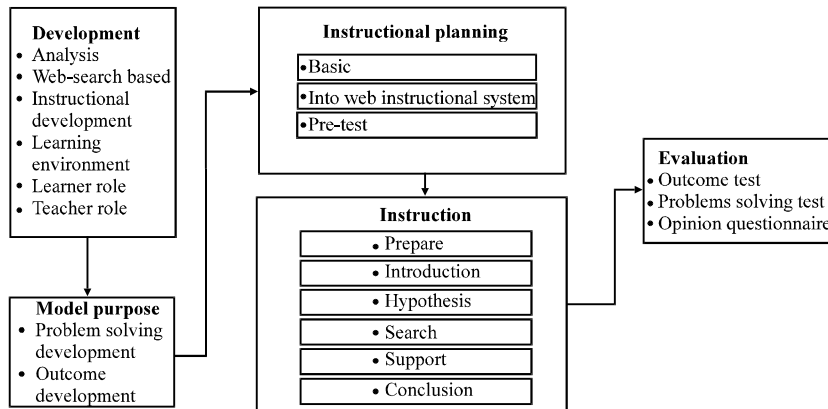 Development
• Analysis
• Web-search based
• Instructional
development
• Learning
environment
• Learner role
• Teacher role
Model purpose
• Problem solving
development
• Outcome
development
Instructional planning
• Basic
• Into web instructional system
• Pre-test
Instruction
• Prepare
• Introduction
• Hypothesis
• Search
• Support
• Conclusion
Evaluation
• Outcome test
• Problems solving test
• Opinion questionnaire